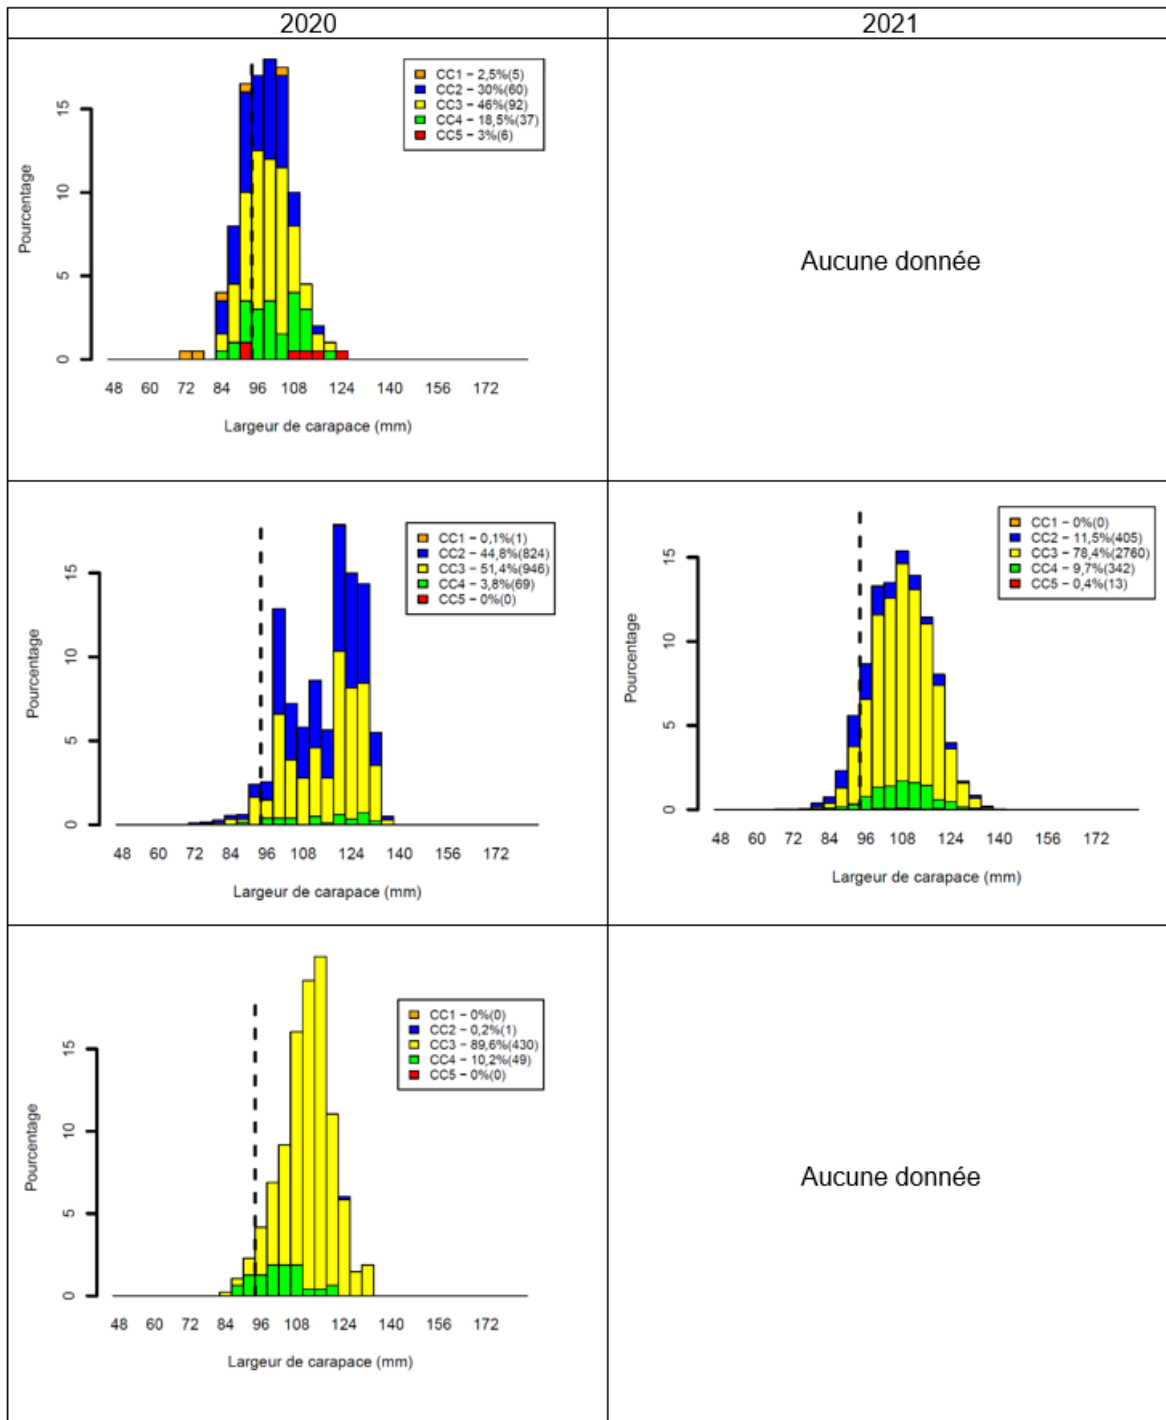 2020
2021
CC1 − 2,5%(5)
CC2 − 30%(60)
CC3 − 46%(92)
CC4 − 18,5%(37)
CC5 − 3%(6)
15
10
5
0
Pourcentage
48 60 72 84 96 108 124 140 156 172
Largeur de carapace (mm)
Aucune donnée
CC1 − 0,1%(1)
CC2 − 44,8%(824)
CC3 − 51,4%(946)
CC4 − 3,8%(69)
CC5 − 0%(0)
15
10
5
0
Pourcentage
48 60 72 84 96 108 124 140 156 172
Largeur de carapace (mm)
CC1 − 0%(0)
CC2 − 11,5%(405)
CC3 − 78,4%(2760)
CC4 − 9,7%(342)
CC5 − 0,4%(13)
15
10
5
0
Pourcentage
48 60 72 84 96 108 124 140 156 172
Largeur de carapace (mm)
CC1 − 0%(0)
CC2 − 0,2%(1)
CC3 − 89,6%(430)
CC4 − 10,2%(49)
CC5 − 0%(0)
15
10
5
0
Pourcentage
48 60 72 84 96 108 124 140 156 172
Largeur de carapace (mm)
Aucune donnée